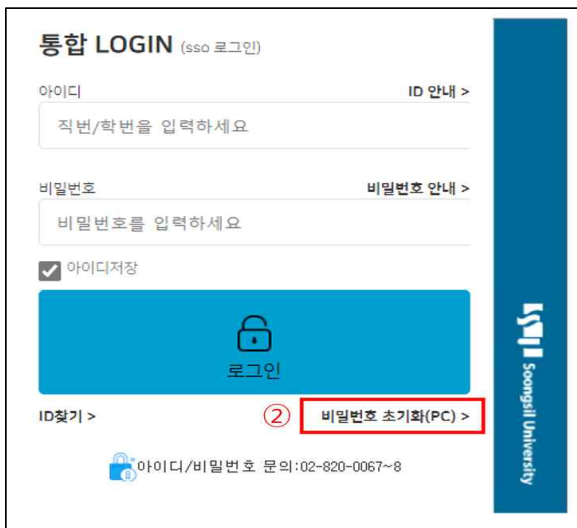 통합 LOGIN (sso 로그인)
아이디 ID 안내 >
직번/학번을 입력하세요
비밀번호 비밀번호 안내 >
비밀번호를 입력하세요
아이디저장
로그인
ID찾기 > ② 비밀번호 초기화(PC) >
아이디/비밀번호 문의:02-820-0067~8
Soongsil University